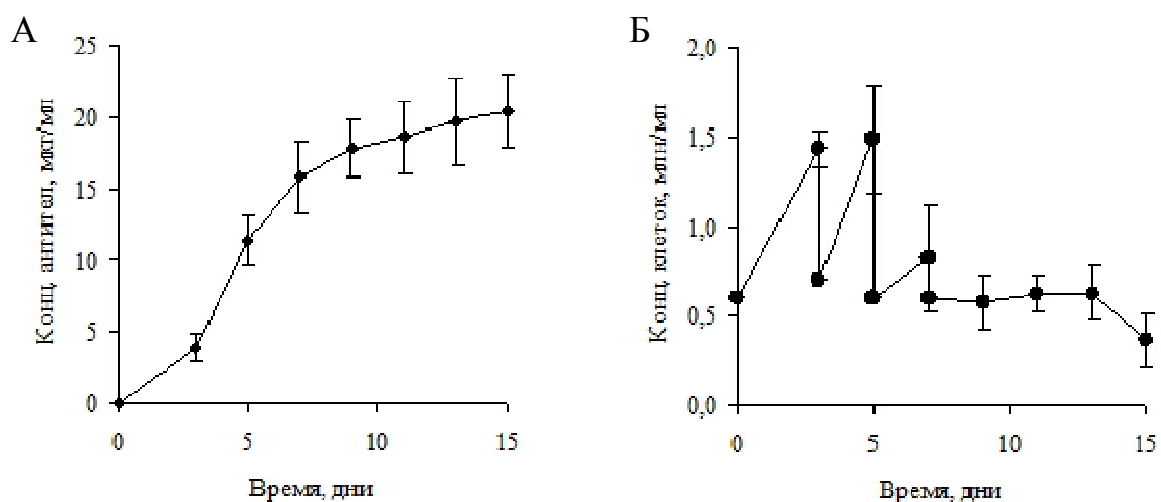 А
Конц. антител, мкг/мл
25
20
15
10
5
0
0 5 10 15
Время, дни
Б
Конц. клеток, млн/мл
2,0
1,5
1,0
0,5
0,0
0 5 10 15
Время, дни